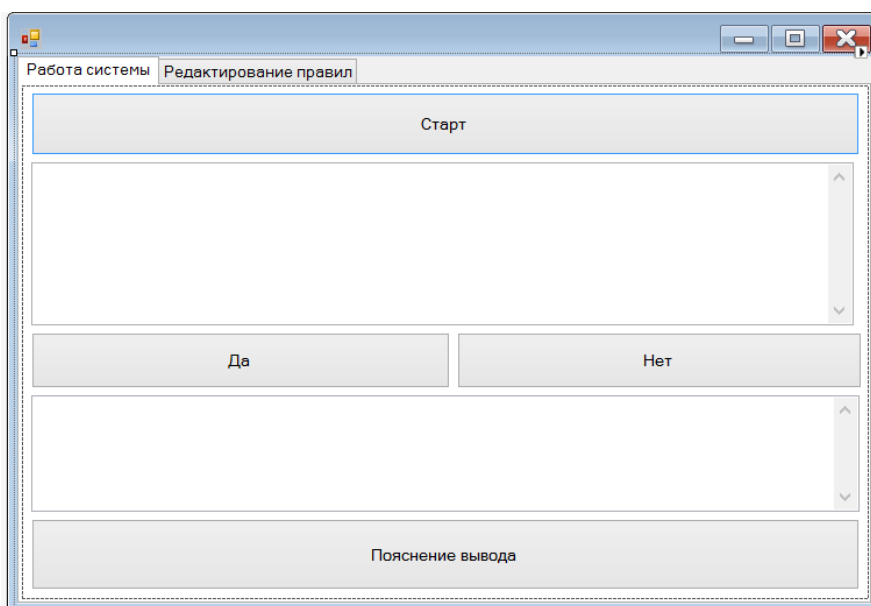 Работа системы
Редактирование правил
Старт
Да
Нет
Пояснение вывода